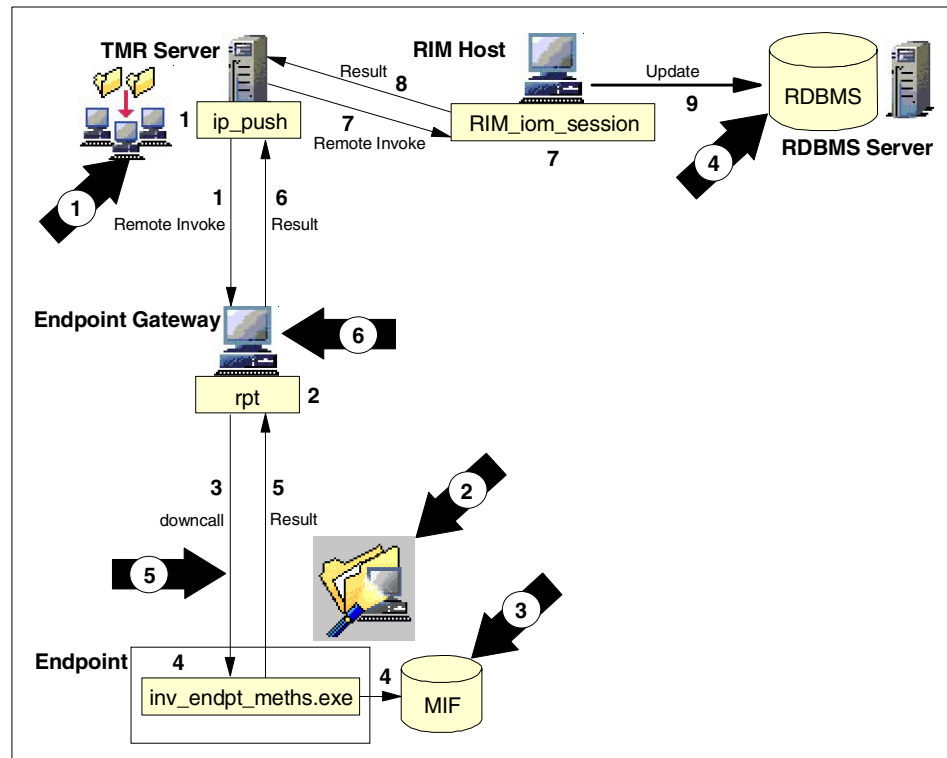 TMR Server
RIM Host
Result
8
Update
9
RDBMS
RDBMS Server
1
ip_push
7
Remote Invoke
RIM_iom_session
7
4
1
1
6
Remote Invoke
Result
Endpoint Gateway
6
rpt
2
3
5
downcall
Result
2
5
3
Endpoint
4
4
inv_endpt_meths.exe
MIF